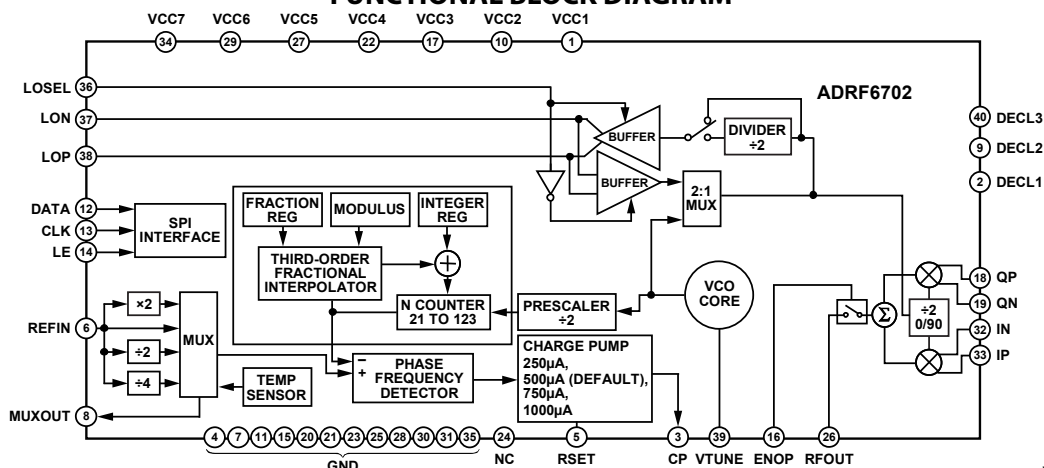 FUNCTIONAL BLOCK DIAGRAM
VCC7 VCC6 VCC5 VCC4 VCC3 VCC2 VCC1
34 29 27 22 17 10 1
LOSEL 36
ADRF6702
LON 37
BUFFER
DIVIDER
÷2
40 DECL3
9 DECL2
LOP 38
BUFFER
2:1
MUX
2 DECL1
DATA 12
CLK 13
LE 14
SPI
INTERFACE
FRACTION
REG
MODULUS
INTEGER
REG
THIRD-ORDER
FRACTIONAL
INTERPOLATOR
+
N COUNTER
21 TO 123
PRESCALER
÷2
VCO
CORE
18 QP
19 QN
32 IN
33 IP
Σ
÷2
0/90
REFIN 6
×2
÷2
÷4
MUX
TEMP
SENSOR
−
+
PHASE
FREQUENCY
DETECTOR
CHARGE PUMP
250µA,
500µA (DEFAULT),
750µA,
1000µA
MUXOUT 8
4 7 11 15 20 21 23 25 28 30 31 35 24 5 3 39 16 26
GND NC RSET CP VTUNE ENOP RFOUT